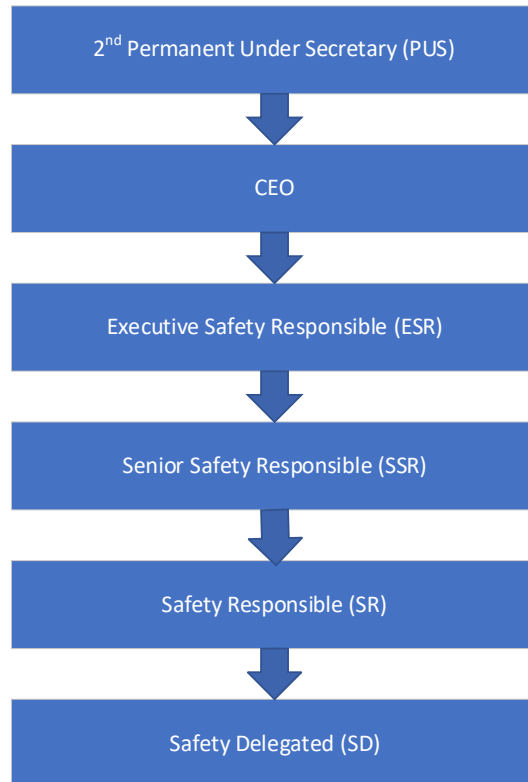 2nd Permanent Under Secretary (PUS)
CEO
Executive Safety Responsible (ESR)
Senior Safety Responsible (SSR)
Safety Responsible (SR)
Safety Delegated (SD)